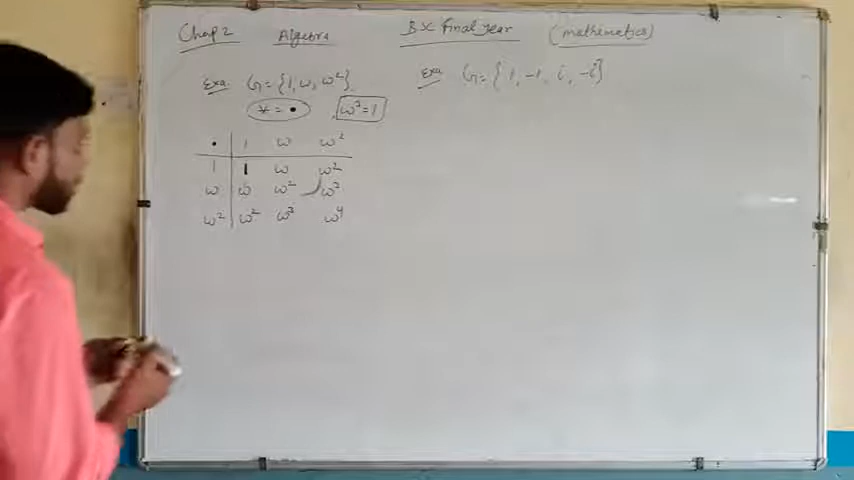 Chap 2 Algebra BSC Final year (mathematics)
Exa. G = {1, ω, ω²}
* = •, ω³=1
• 1 ω ω²
1 1 ω ω²
ω ω ω² ω³
ω² ω² ω³ ω⁴
Exa G = {1, -1, i, -i}